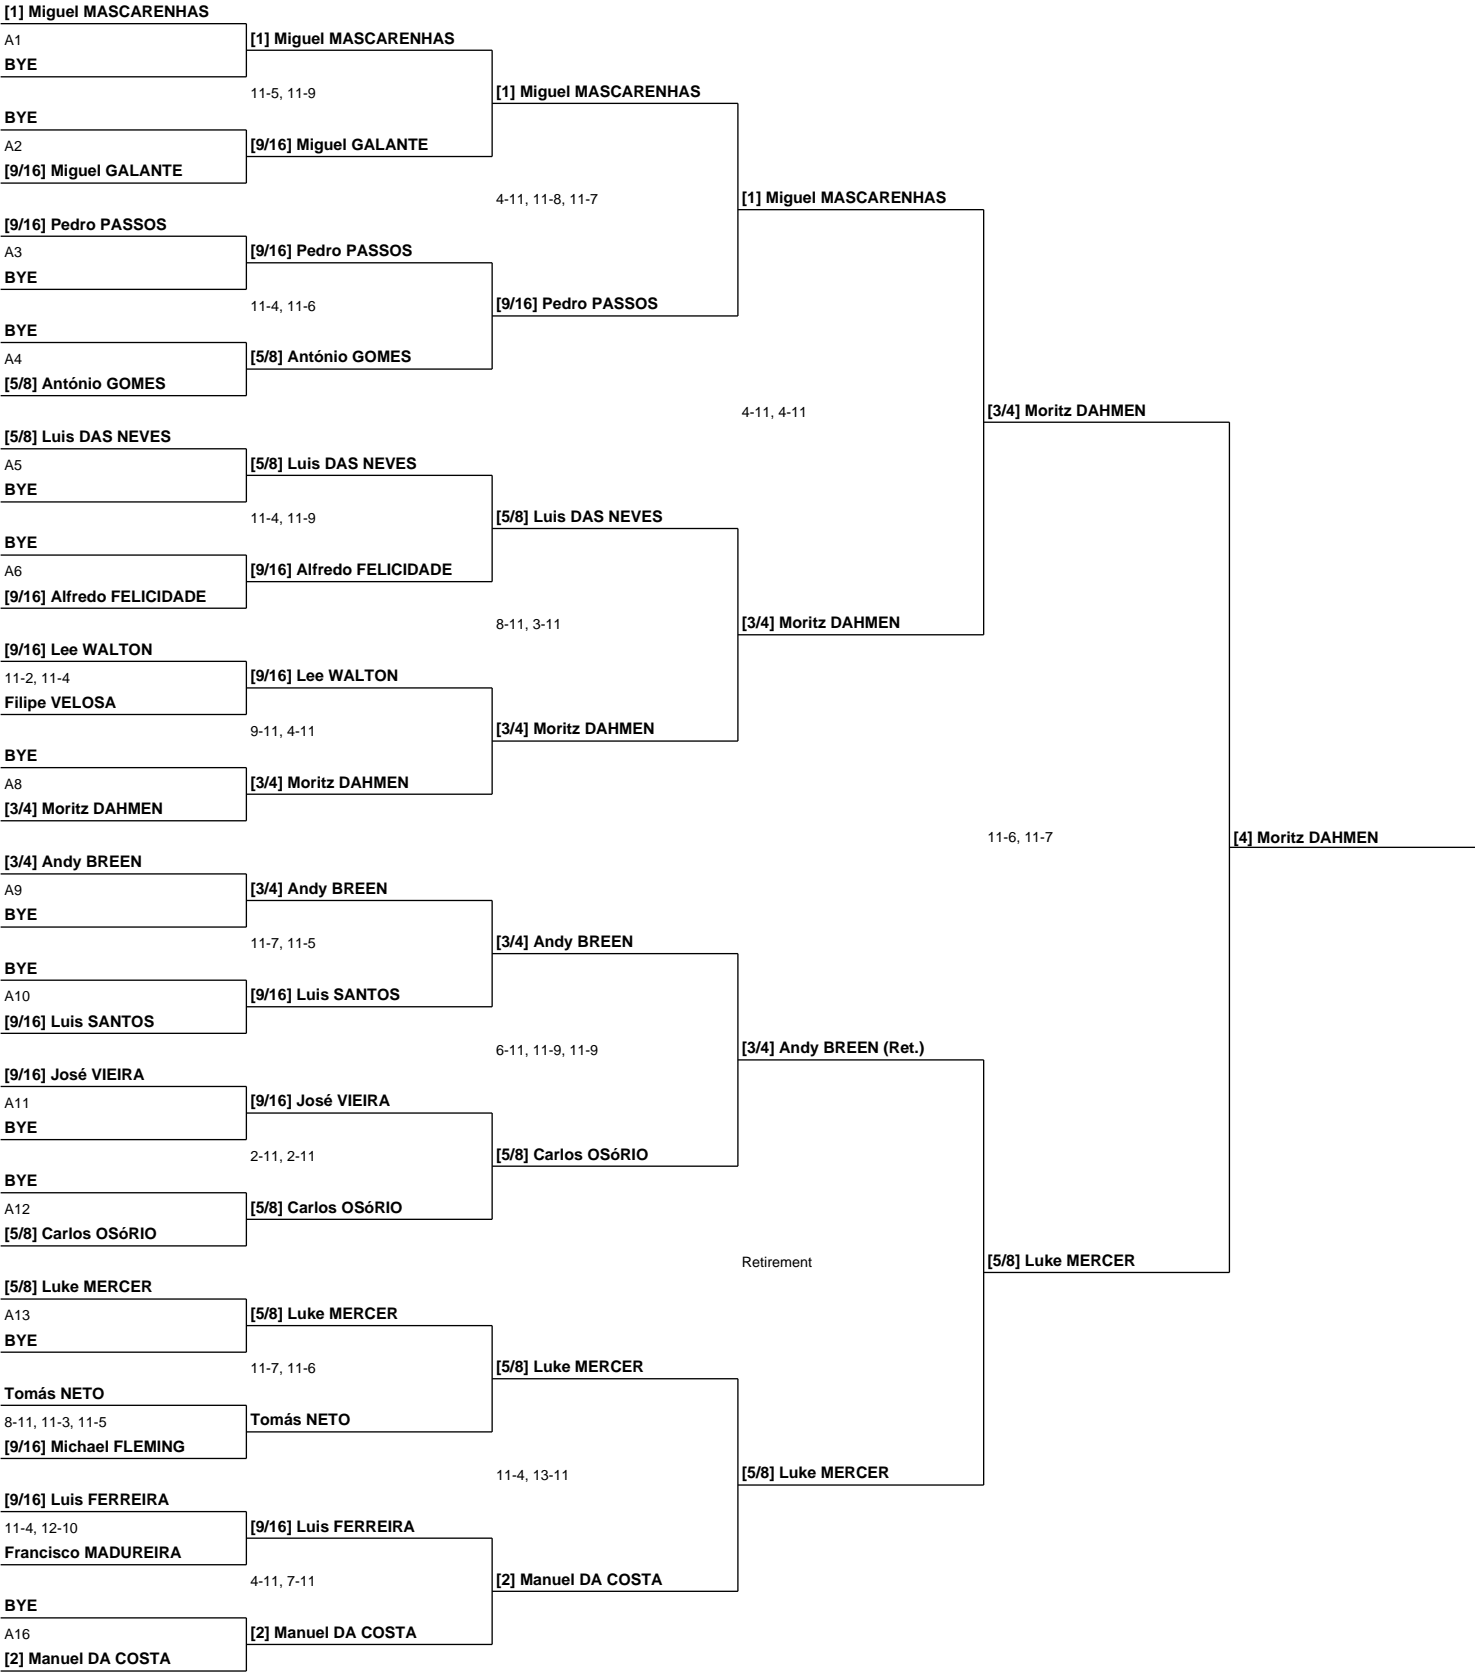 [1] Miguel MASCARENHAS
A1
BYE
BYE
A2
[9/16] Miguel GALANTE
[9/16] Pedro PASSOS
A3
BYE
BYE
A4
[5/8] António GOMES
[5/8] Luis DAS NEVES
A5
BYE
BYE
A6
[9/16] Alfredo FELICIDADE
[9/16] Lee WALTON
11-2, 11-4
Filipe VELOSA
BYE
A8
[3/4] Moritz DAHMEN
[3/4] Andy BREEN
A9
BYE
BYE
A10
[9/16] Luis SANTOS
[9/16] José VIEIRA
A11
BYE
BYE
A12
[5/8] Carlos OSóRIO
[5/8] Luke MERCER
A13
BYE
Tomás NETO
8-11, 11-3, 11-5
[9/16] Michael FLEMING
[9/16] Luis FERREIRA
11-4, 12-10
Francisco MADUREIRA
BYE
A16
[2] Manuel DA COSTA
[1] Miguel MASCARENHAS
11-5, 11-9
[9/16] Miguel GALANTE
[9/16] Pedro PASSOS
11-4, 11-6
[5/8] António GOMES
[5/8] Luis DAS NEVES
11-4, 11-9
[9/16] Alfredo FELICIDADE
[9/16] Lee WALTON
9-11, 4-11
[3/4] Moritz DAHMEN
[3/4] Andy BREEN
11-7, 11-5
[9/16] Luis SANTOS
[9/16] José VIEIRA
2-11, 2-11
[5/8] Carlos OSóRIO
[5/8] Luke MERCER
11-7, 11-6
Tomás NETO
[9/16] Luis FERREIRA
4-11, 7-11
[2] Manuel DA COSTA
[1] Miguel MASCARENHAS
4-11, 11-8, 11-7
[9/16] Pedro PASSOS
[5/8] Luis DAS NEVES
8-11, 3-11
[3/4] Moritz DAHMEN
[3/4] Andy BREEN
6-11, 11-9, 11-9
[5/8] Carlos OSóRIO
[5/8] Luke MERCER
11-4, 13-11
[2] Manuel DA COSTA
[1] Miguel MASCARENHAS
4-11, 4-11
[3/4] Moritz DAHMEN
[3/4] Andy BREEN (Ret.)
Retirement
[5/8] Luke MERCER
[3/4] Moritz DAHMEN
11-6, 11-7
[5/8] Luke MERCER
[4] Moritz DAHMEN